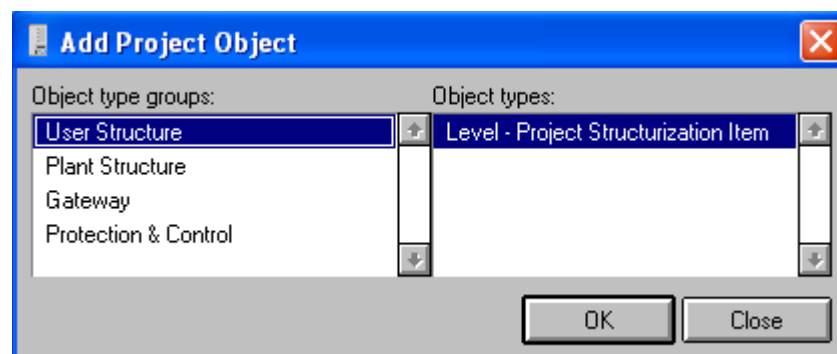 Add Project Object
Object type groups:
User Structure
Plant Structure
Gateway
Protection & Control
Object types:
Level - Project Structurization Item
OK
Close